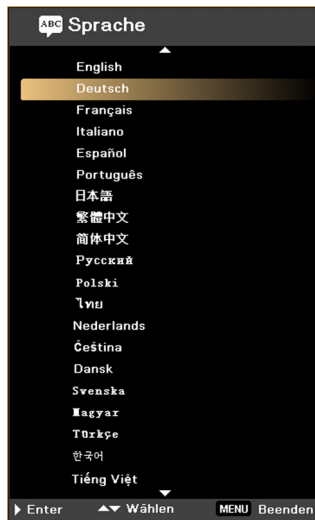 ABC Sprache
English
Deutsch
Français
Italiano
Español
Português
日本語
繁體中文
简体中文
Русский
Polski
ไทย
Nederlands
Čeština
Dansk
Svenska
Magyar
Türkçe
한국어
Tiếng Việt
Enter Wählen MENU Beenden